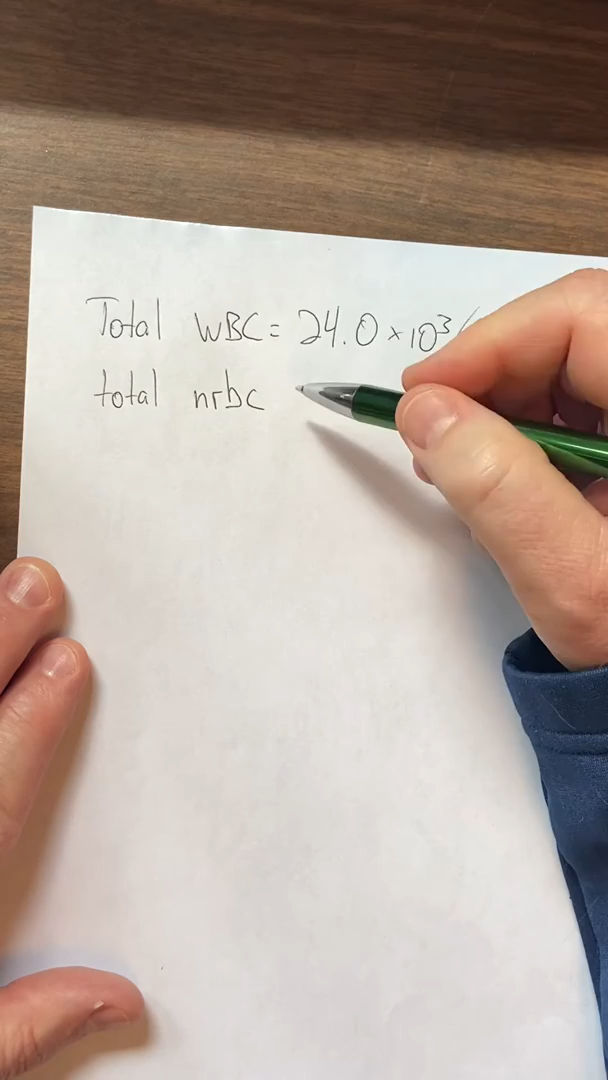 Total WBC = 24.0 × 10³/
total nrbc